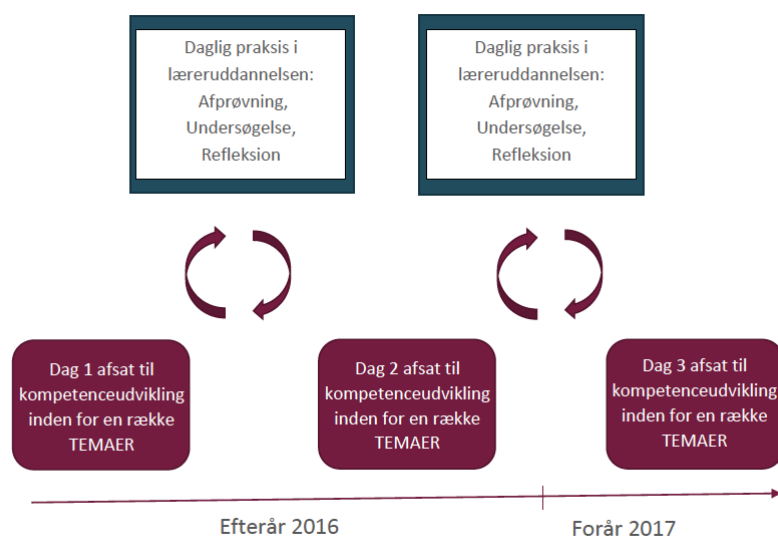 Daglig praksis i
læreruddannelsen:
Afprøvning,
Undersøgelse,
Refleksion
Daglig praksis i
læreruddannelsen:
Afprøvning,
Undersøgelse,
Refleksion
Dag 1 afsat til
kompetenceudvikling
inden for en række
TEMAER
Dag 2 afsat til
kompetenceudvikling
inden for en række
TEMAER
Dag 3 afsat til
kompetenceudvikling
inden for en række
TEMAER
Efterår 2016
Forår 2017